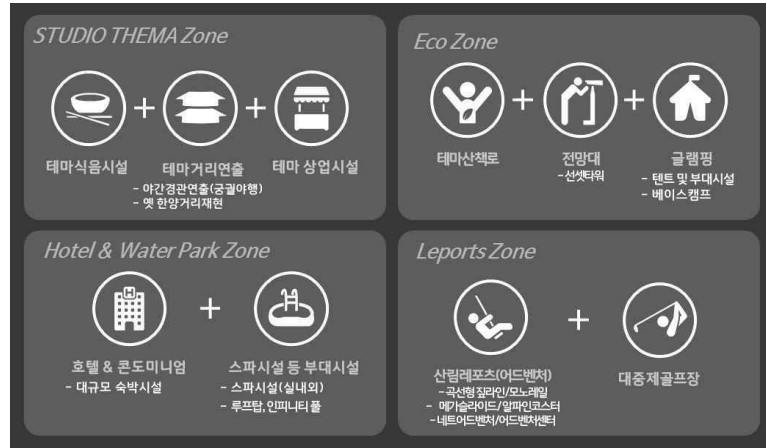 STUDIO THEMA Zone
테마식음시설
테마거리연출
- 야간경관연출(궁궐야행)
- 옛 한양거리재현
테마 상업시설
Eco Zone
테마산책로
전망대
- 선셋타워
글램핑
- 텐트 및 부대시설
- 베이스캠프
Hotel & Water Park Zone
호텔 & 콘도미니엄
- 대규모 숙박시설
스파시설 등 부대시설
- 스파시설(실내외)
- 루프탑, 인피니티 풀
Leports Zone
산림레포츠(어드벤처)
- 곡선형 짚라인/모노레일
- 메가슬라이드/알파인코스터
- 네트어드벤처/어드벤처센터
대중제골프장